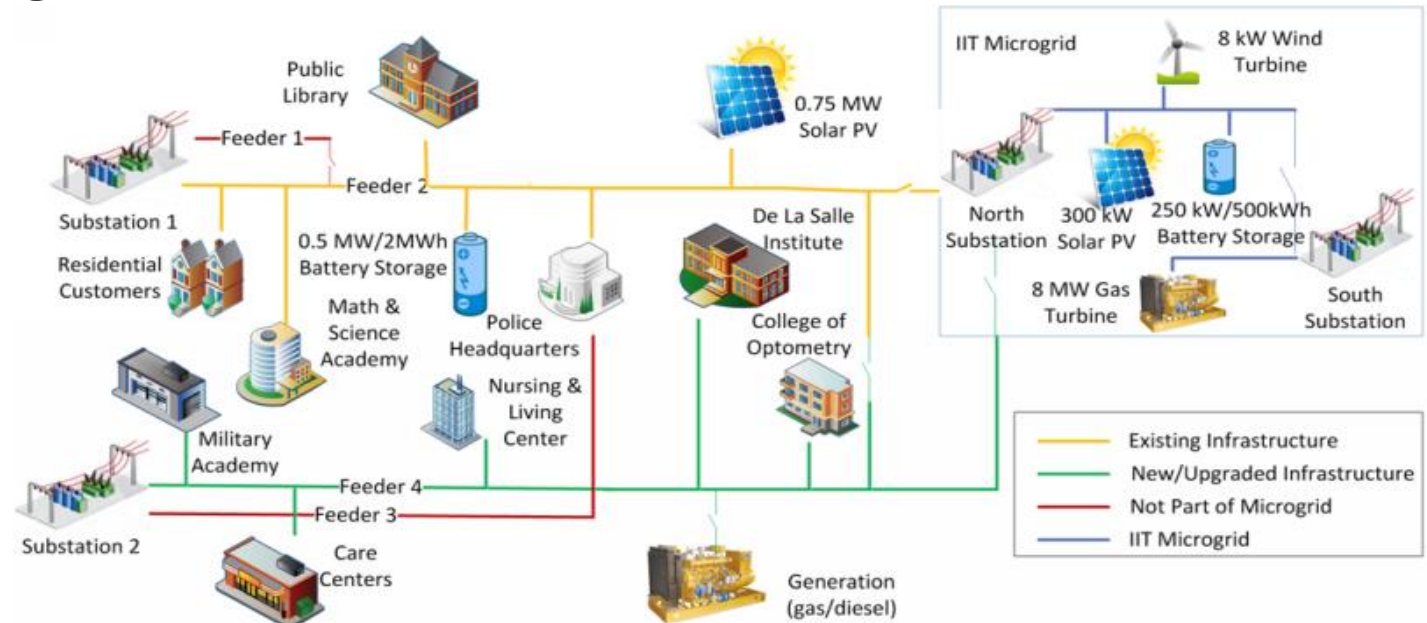 Public
Library
Feeder 1
Substation 1
Feeder 2
Residential
Customers
Math &
Science
Academy
0.5 MW/2MWh
Battery Storage
Police
Headquarters
0.75 MW
Solar PV
De La Salle
Institute
College of
Optometry
Military
Academy
Nursing &
Living
Center
Feeder 4
Feeder 3
Substation 2
Care
Centers
Generation
(gas/diesel)
IIT Microgrid
8 kW Wind
Turbine
North
Substation
300 kW
Solar PV
250 kW/500kWh
Battery Storage
8 MW Gas
Turbine
South
Substation
Existing Infrastructure
New/Upgraded Infrastructure
Not Part of Microgrid
IIT Microgrid